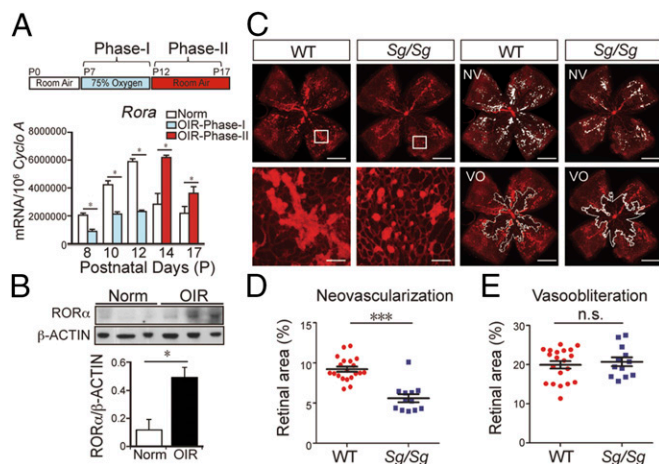 A
Phase-I Phase-II
P0 P7 P12 P17
Room Air 75% Oxygen Room Air
Rora
Norm
OIR-Phase-I
OIR-Phase-II
mRNA/10⁶ Cyclo A
6000000
4000000
2000000
0
* * * * *
8 10 12 14 17
Postnatal Days (P)
B
Norm OIR
RORα
β-ACTIN
RORα/β-ACTIN
0.6
0.4
0.2
0
*
Norm OIR
C
WT Sg/Sg WT Sg/Sg
NV NV
VO VO
D
Neovascularization
***
Retinal area (%)
15
10
5
0
WT Sg/Sg
E
Vasoobliteration
n.s.
Retinal area (%)
30
20
10
0
WT Sg/Sg